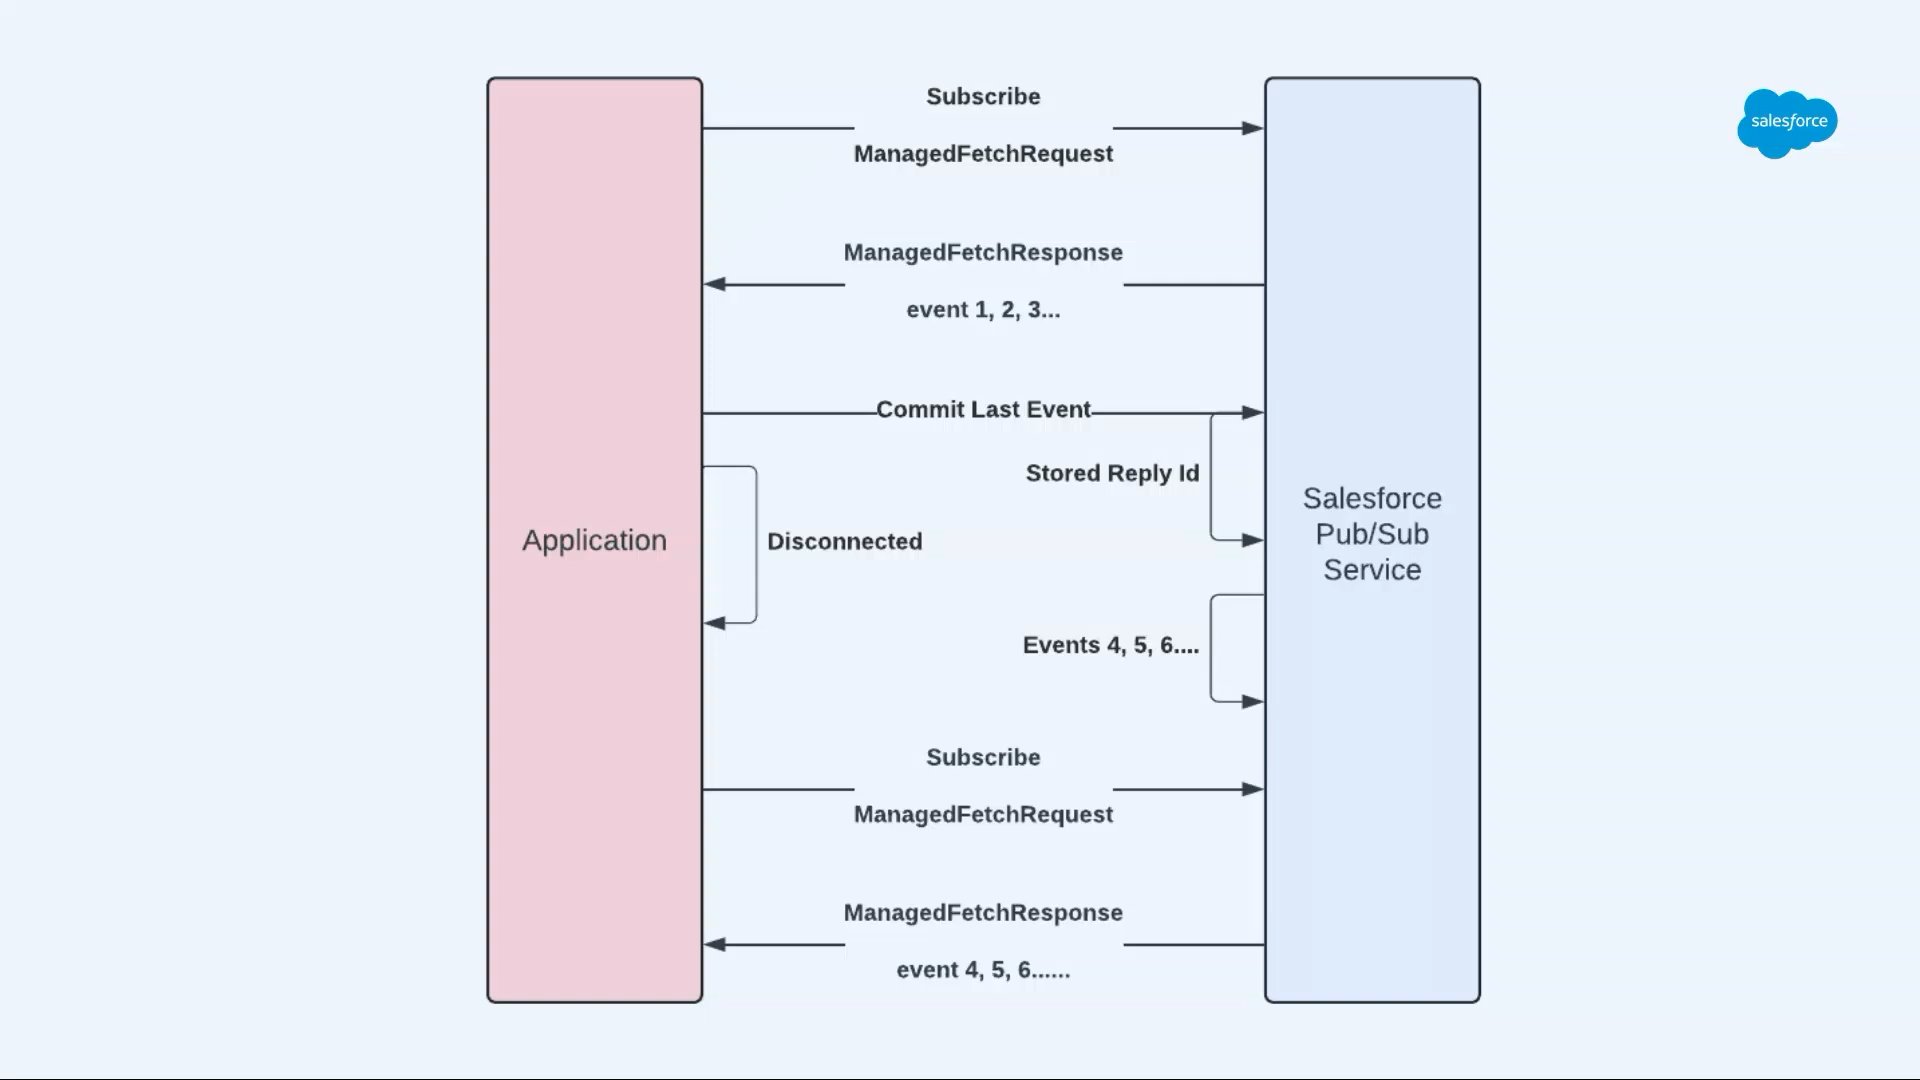 Subscribe
ManagedFetchRequest
salesforce
ManagedFetchResponse
event 1, 2, 3...
Commit Last Event
Stored Reply Id
Application
Disconnected
Salesforce
Pub/Sub
Service
Events 4, 5, 6....
Subscribe
ManagedFetchRequest
ManagedFetchResponse
event 4, 5, 6......